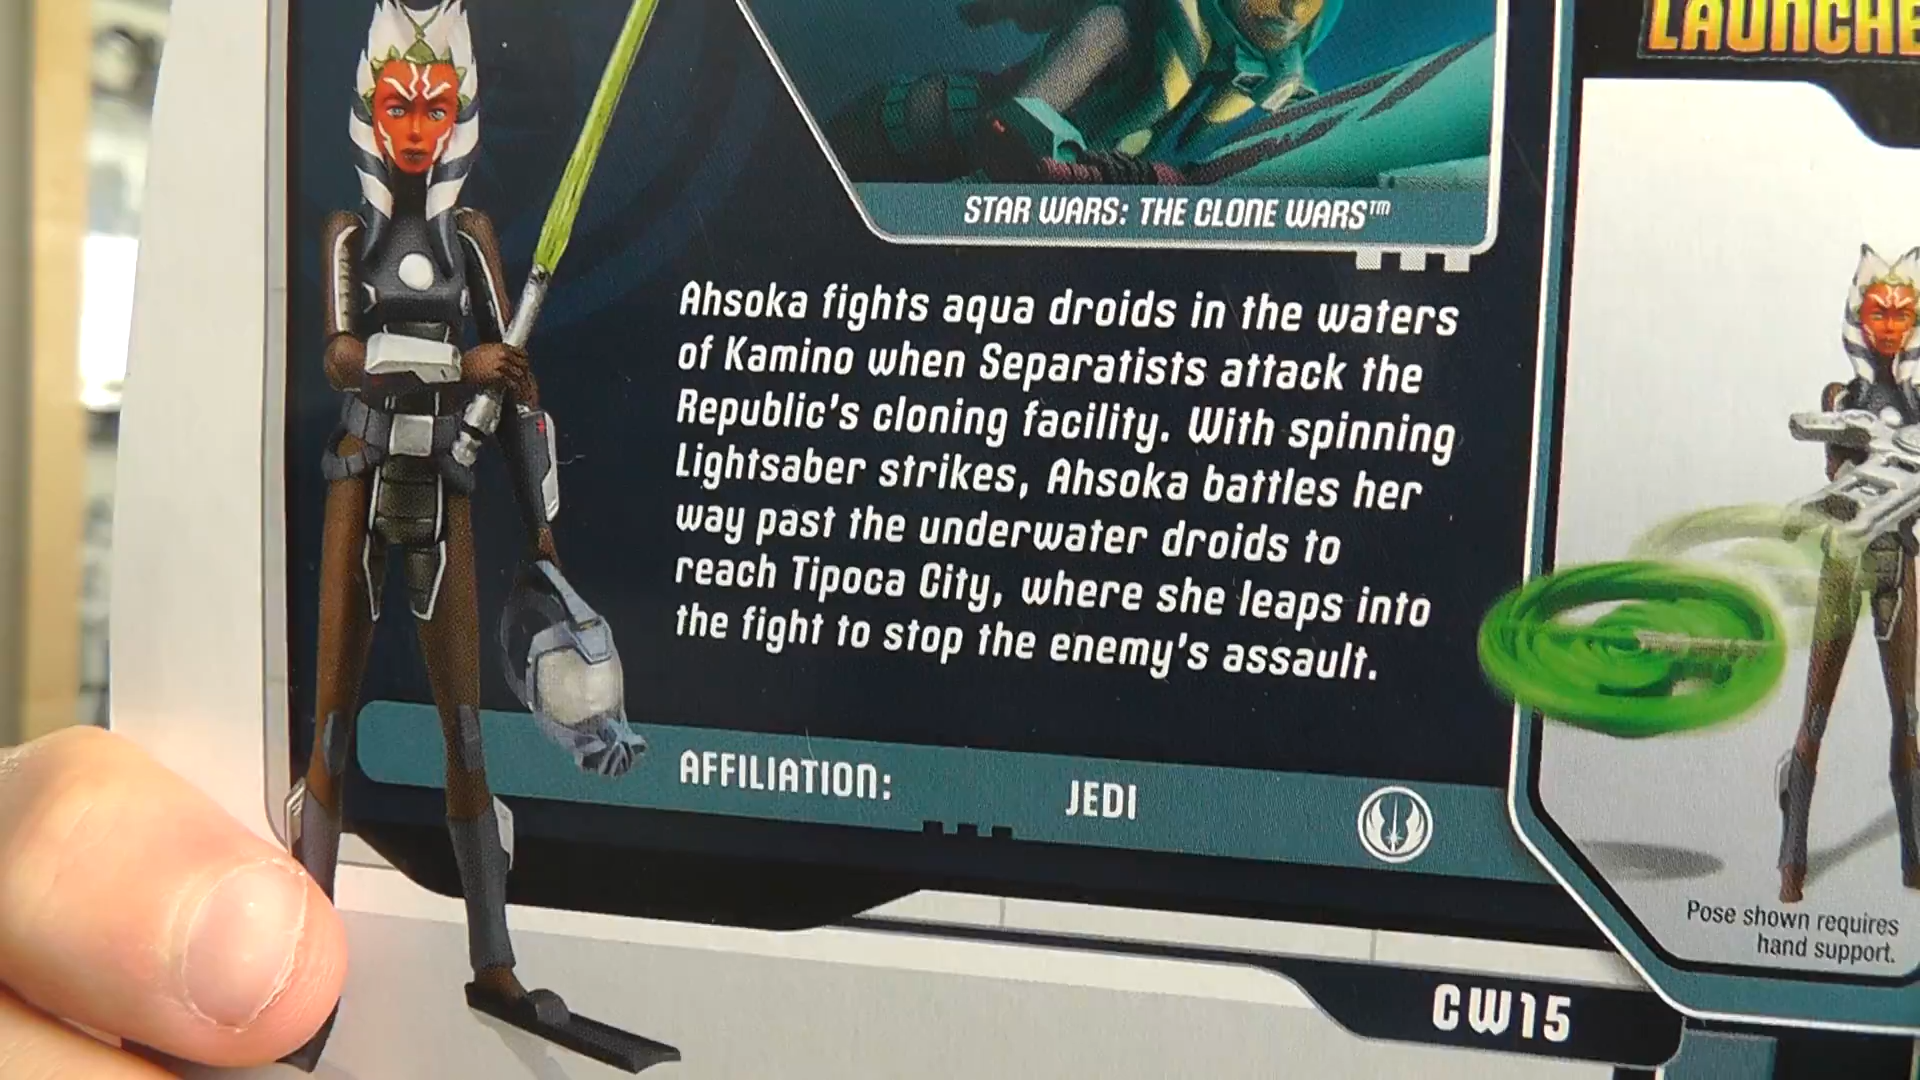 LAUNCHE
STAR WARS: THE CLONE WARS™
Ahsoka fights aqua droids in the waters
of Kamino when Separatists attack the
Republic's cloning facility. With spinning
Lightsaber strikes, Ahsoka battles her
way past the underwater droids to
reach Tipoca City, where she leaps into
the fight to stop the enemy's assault.
AFFILIATION: JEDI
Pose shown requires
hand support.
CW15